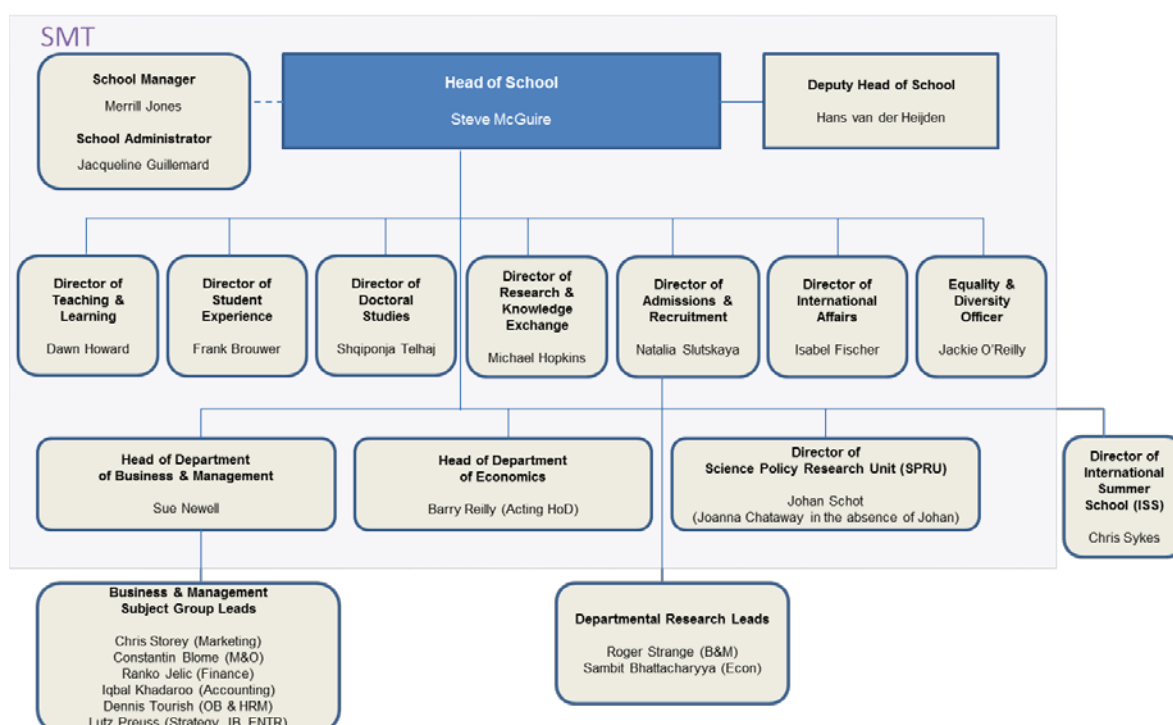 SMT
School Manager
Merrill Jones
School Administrator
Jacqueline Guillemard
Head of School
Steve McGuire
Deputy Head of School
Hans van der Heijden
Director of
Teaching &
Learning
Dawn Howard
Director of
Student
Experience
Frank Brouwer
Director of
Doctoral
Studies
Shqiponja Telhaj
Director of
Research &
Knowledge
Exchange
Michael Hopkins
Director of
Admissions &
Recruitment
Natalia Slutskaya
Director of
International
Affairs
Isabel Fischer
Equality &
Diversity
Officer
Jackie O'Reilly
Head of Department
of Business & Management
Sue Newell
Head of Department
of Economics
Barry Reilly (Acting HoD)
Director of
Science Policy Research Unit (SPRU)
Johan Schot
(Joanna Chataway in the absence of Johan)
Director of
International
Summer
School (ISS)
Chris Sykes
Business & Management
Subject Group Leads
Chris Storey (Marketing)
Constantin Blome (M&O)
Ranko Jelic (Finance)
Iqbal Khadaroo (Accounting)
Dennis Tourish (OB & HRM)
Lutz Preuss (Strategy, IB, ENTR)
Departmental Research Leads
Roger Strange (B&M)
Sambit Bhattacharyya (Econ)